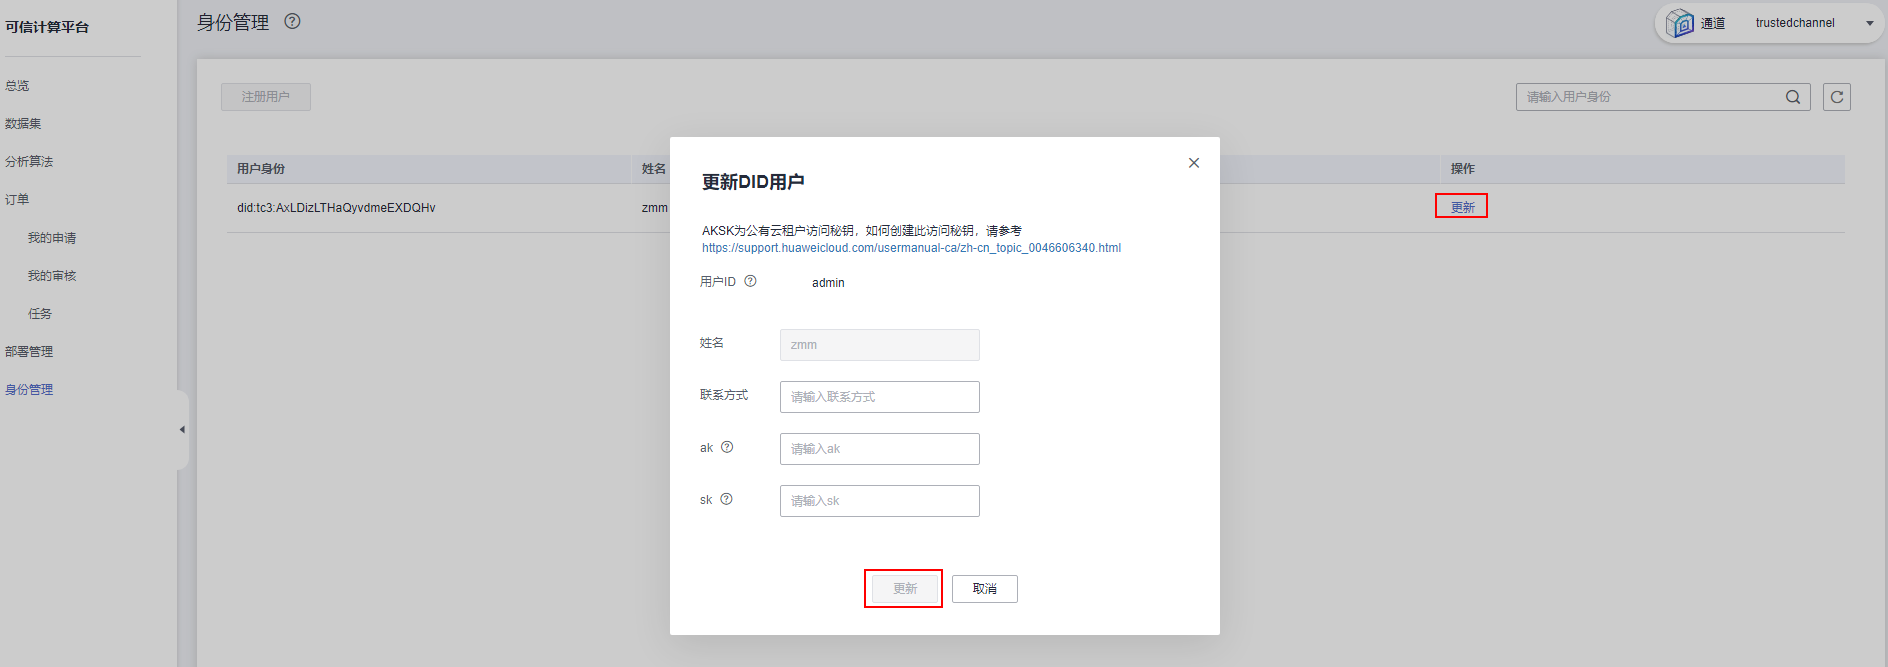 可信计算平台
总览
数据集
分析算法
订单
我的申请
我的审核
任务
部署管理
身份管理
身份管理
通道 trustedchannel
注册用户
请输入用户身份
用户身份 姓名 操作
did:tc3:AxLDizLTHaQyvdmeEXDQHv zmm 更新
更新DID用户
AKSK为公有云租户访问秘钥，如何创建此访问秘钥，请参考
https://support.huaweicloud.com/usermanual-ca/zh-cn_topic_0046606340.html
用户ID admin
姓名 zmm
联系方式 请输入联系方式
ak 请输入ak
sk 请输入sk
更新 取消